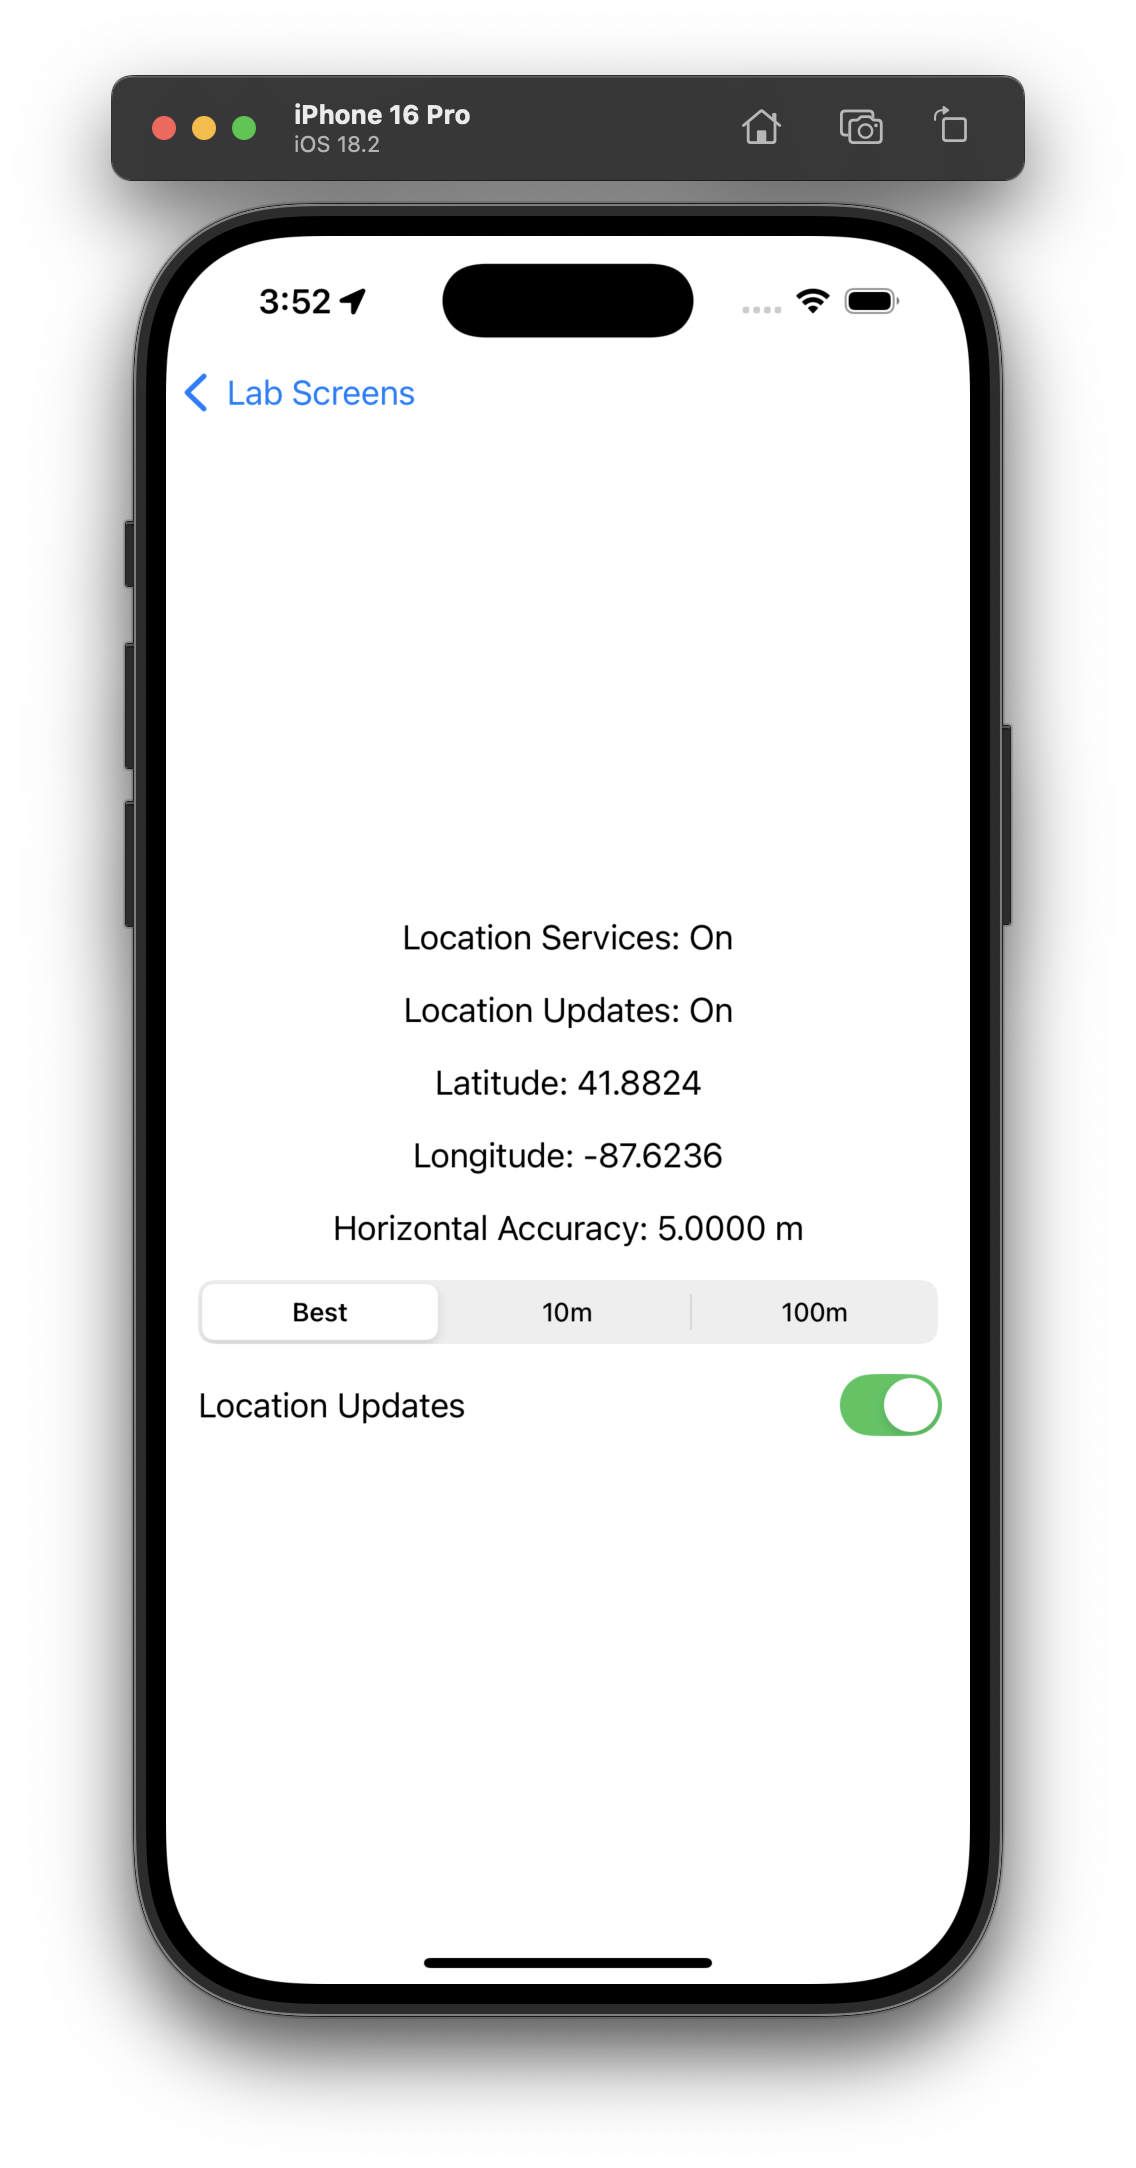 iPhone 16 Pro
iOS 18.2
3:52
Lab Screens
Location Services: On
Location Updates: On
Latitude: 41.8824
Longitude: -87.6236
Horizontal Accuracy: 5.0000 m
Best 10m 100m
Location Updates